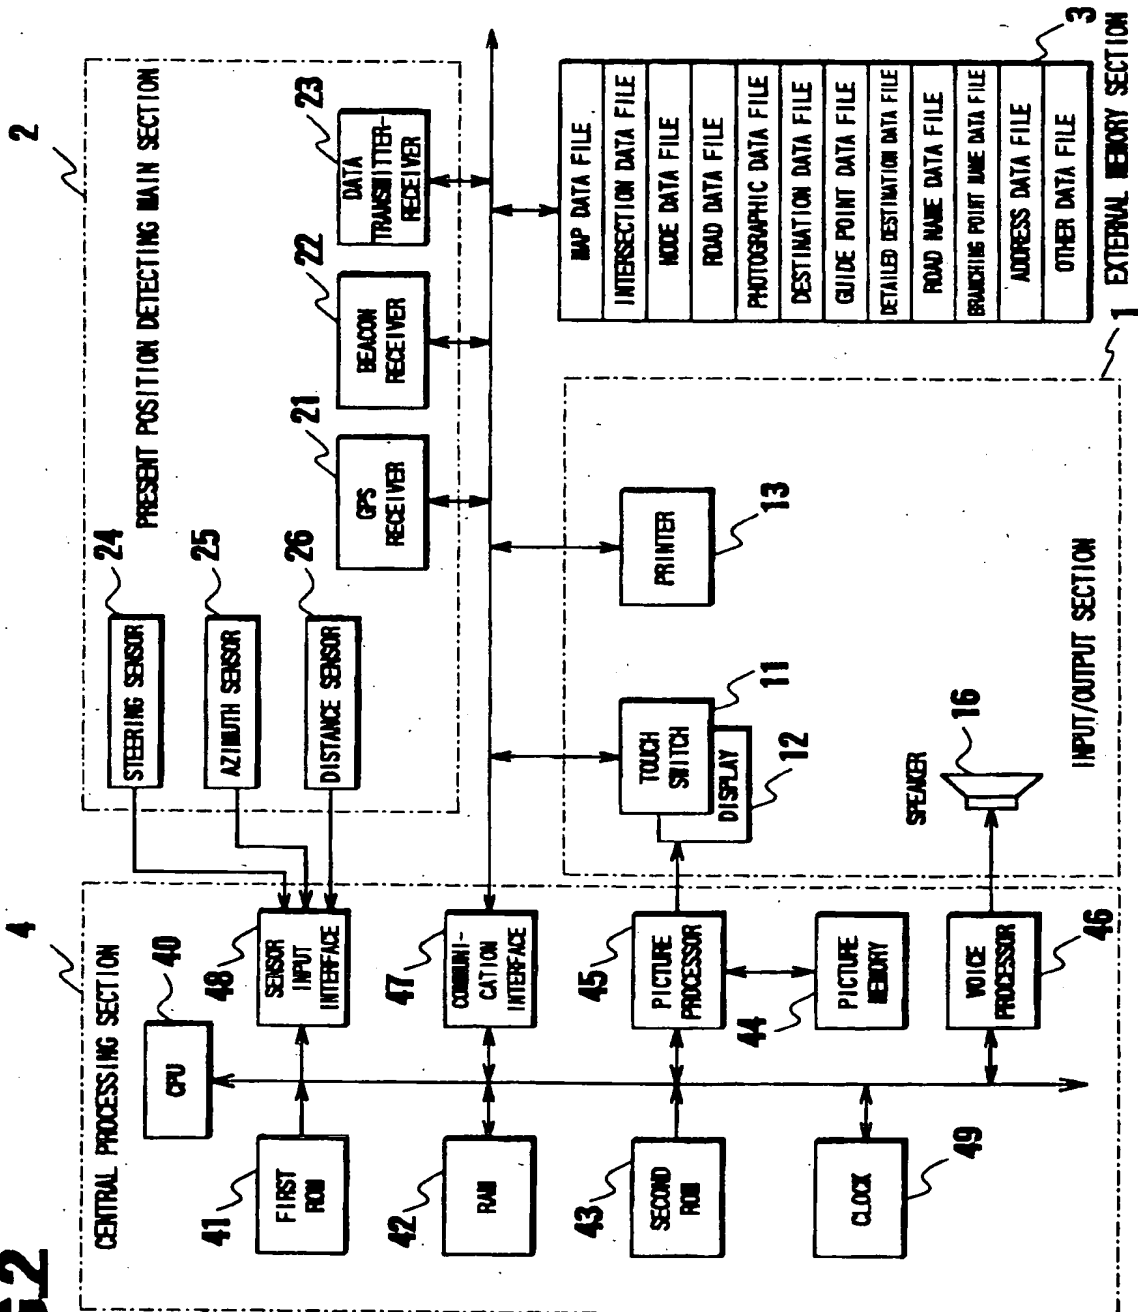 G.2
4
CENTRAL PROCESSING SECTION
40
CPU
41
FIRST
ROM
48
SENSOR
INPUT
INTERFACE
42
RAM
47
COMMUNI-
CATION
INTERFACE
43
SECOND
ROM
45
PICTURE
PROCESSOR
44
PICTURE
MEMORY
CLOCK
49
VOICE
PROCESSOR
46
2
PRESENT POSITION DETECTING MAIN SECTION
24
STEERING SENSOR
25
AZIMUTH SENSOR
26
DISTANCE SENSOR
21
GPS
RECEIVER
22
BEACON
RECEIVER
23
DATA
TRANSMITTER-
RECEIVER
TOUCH
SWITCH
11
DISPLAY
12
PRINTER
13
SPEAKER
16
INPUT/OUTPUT SECTION
1
MAP DATA FILE
INTERSECTION DATA FILE
NODE DATA FILE
ROAD DATA FILE
PHOTOGRAPHIC DATA FILE
DESTINATION DATA FILE
GUIDE POINT DATA FILE
DETAILED DESTINATION DATA FILE
ROAD NAME DATA FILE
BRANCHING POINT NAME DATA FILE
ADDRESS DATA FILE
OTHER DATA FILE
3
EXTERNAL MEMORY SECTION